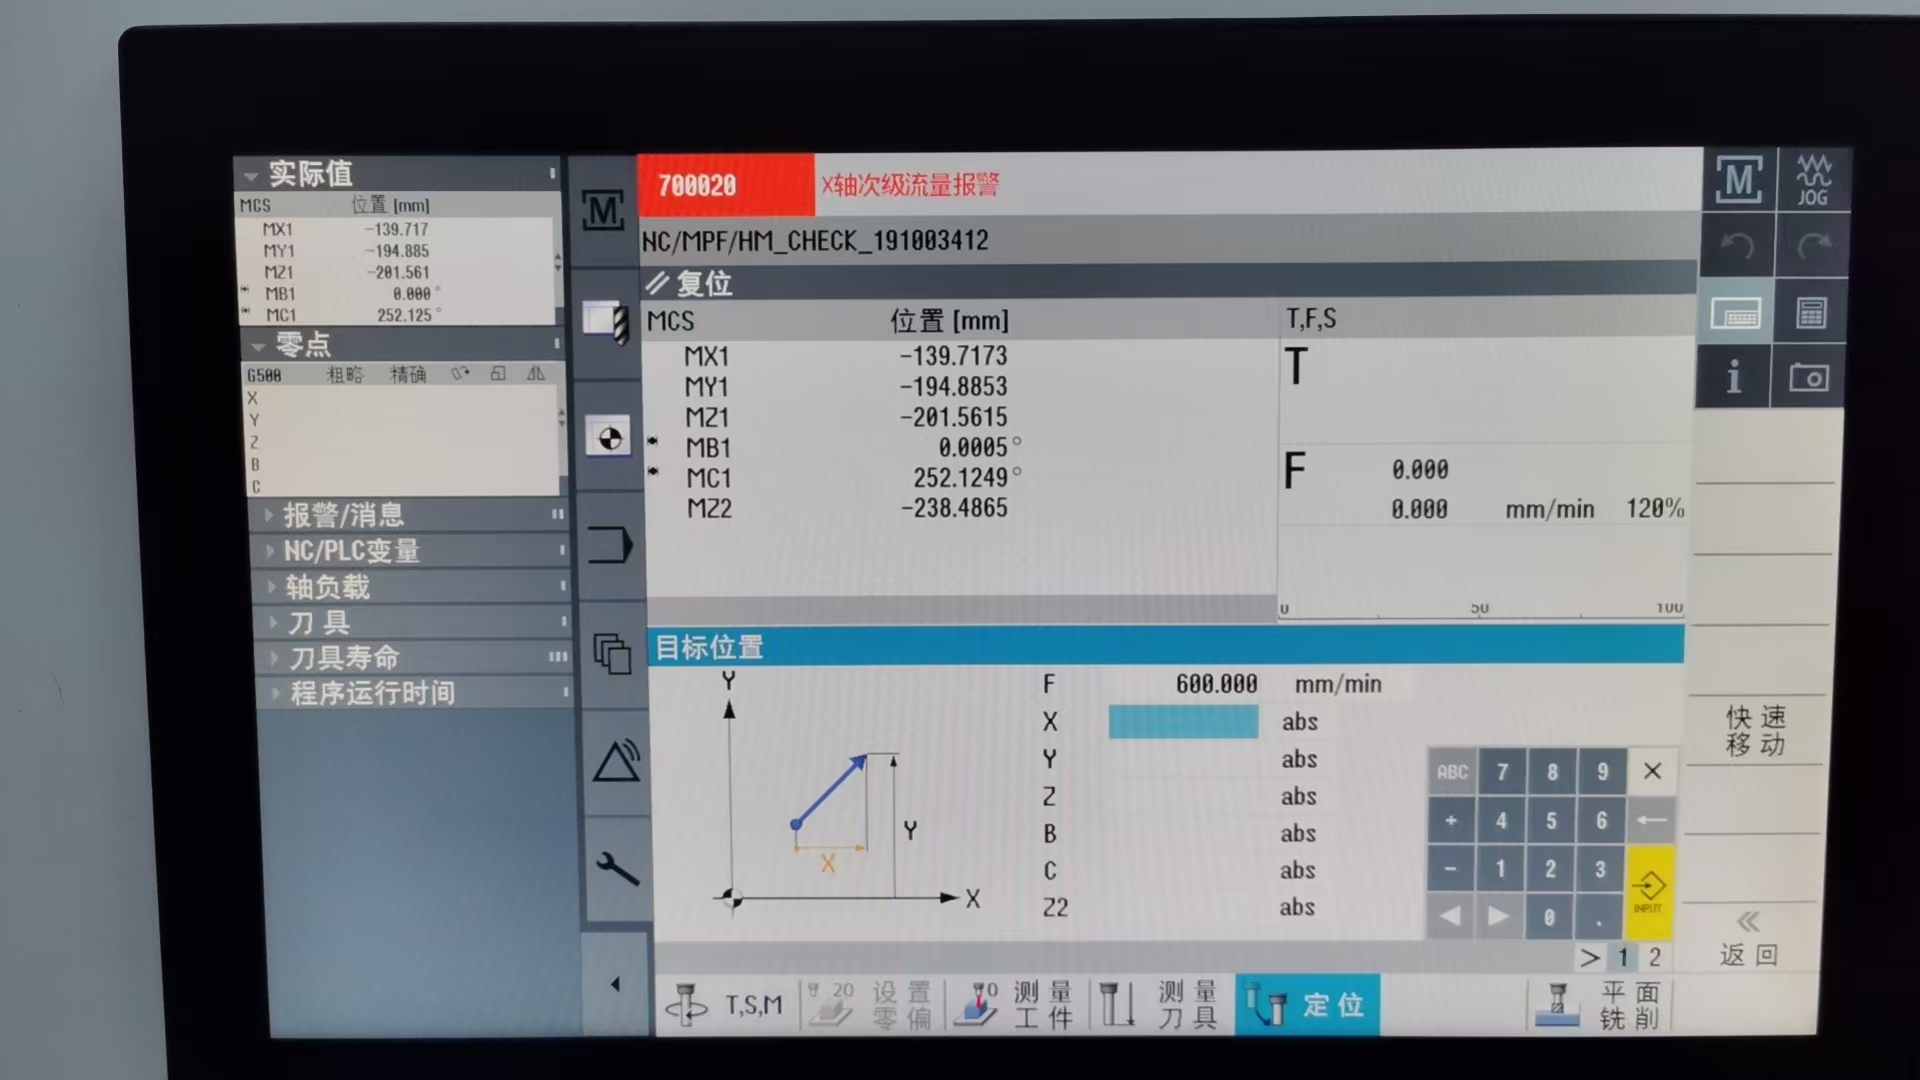 实际值
MCS 位置 [mm]
MX1 -139.717
MY1 -194.885
MZ1 -201.561
MB1 0.000 °
MC1 252.125 °
零点
G500 粗略 精确
X
Y
Z
B
C
报警/消息
NC/PLC变量
轴负载
刀具
刀具寿命
程序运行时间
M
700020 X轴次级流量报警
NC/MPF/HM_CHECK_191003412
复位
MCS 位置 [mm]
MX1 -139.7173
MY1 -194.8853
MZ1 -201.5615
MB1 0.0005 °
MC1 252.1249 °
MZ2 -238.4865
T,F,S
T
F 0.000
0.000 mm/min 120%
0 50 100
目标位置
Y
X
Y
X
F 600.000 mm/min
X abs
Y abs
Z abs
B abs
C abs
Z2 abs
ABC 7 8 9 ×
+ 4 5 6 ←
- 1 2 3
INPUT
0 .
> 1 2
T,S,M
20 设置零偏
0 测量工件
测量刀具
定位
平面铣削
M
JOG
i
快速移动
«
返回